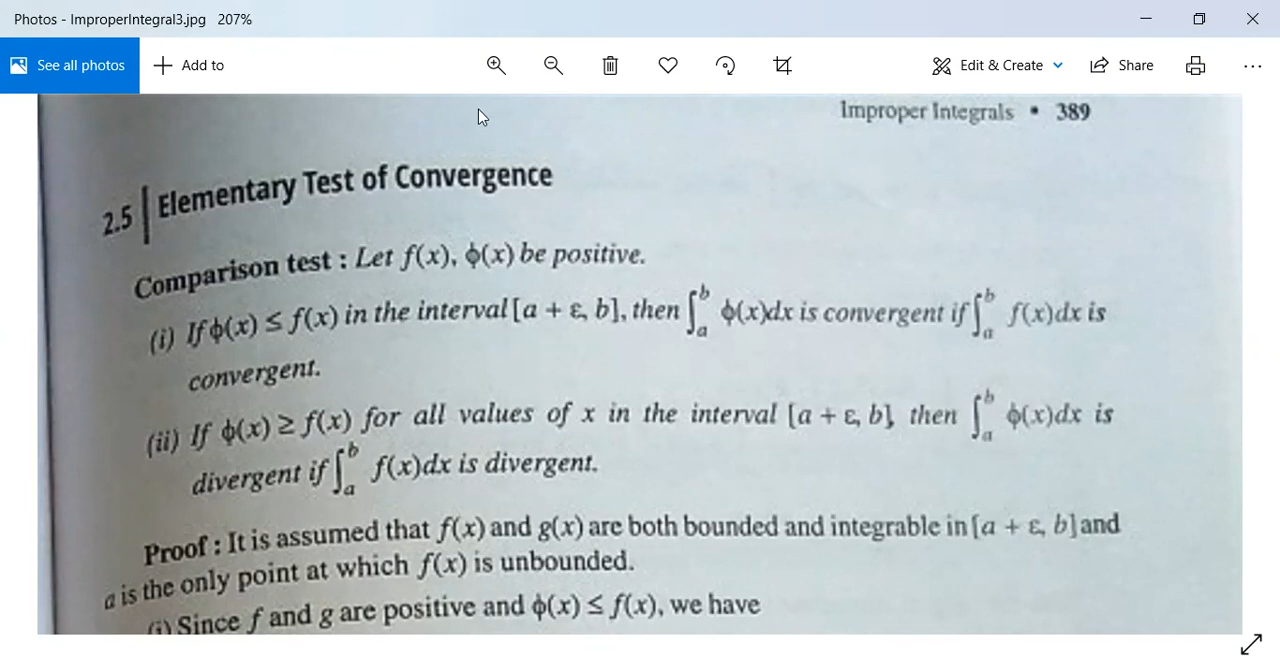 Photos - ImproperIntegral3.jpg 207%
See all photos
Add to
Edit & Create
Share
Improper Integrals • 389
2.5 Elementary Test of Convergence
Comparison test : Let f(x), ϕ(x) be positive.
(i) If ϕ(x) ≤ f(x) in the interval [a + ε, b], then ∫ₐᵇ ϕ(x)dx is convergent if ∫ₐᵇ f(x)dx is
convergent.
(ii) If ϕ(x) ≥ f(x) for all values of x in the interval [a + ε, b], then ∫ₐᵇ ϕ(x)dx is
divergent if ∫ₐᵇ f(x)dx is divergent.
Proof : It is assumed that f(x) and g(x) are both bounded and integrable in [a + ε, b] and
a is the only point at which f(x) is unbounded.
(i) Since f and g are positive and ϕ(x) ≤ f(x), we have